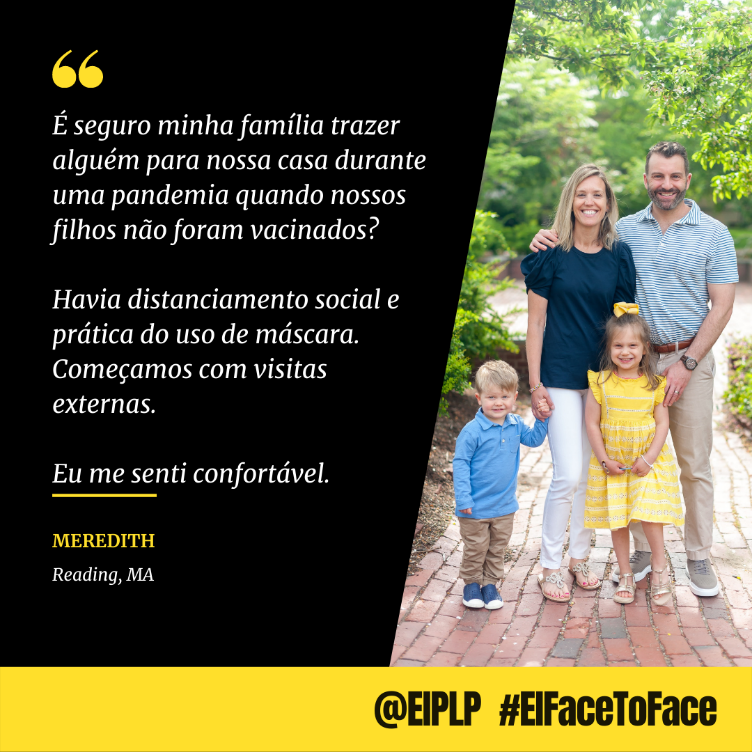 É seguro minha família trazer
alguém para nossa casa durante
uma pandemia quando nossos
filhos não foram vacinados?
Havia distanciamento social e
prática do uso de máscara.
Começamos com visitas
externas.
Eu me senti confortável.
MEREDITH
Reading, MA
@EIPLP #EIFaceToFace